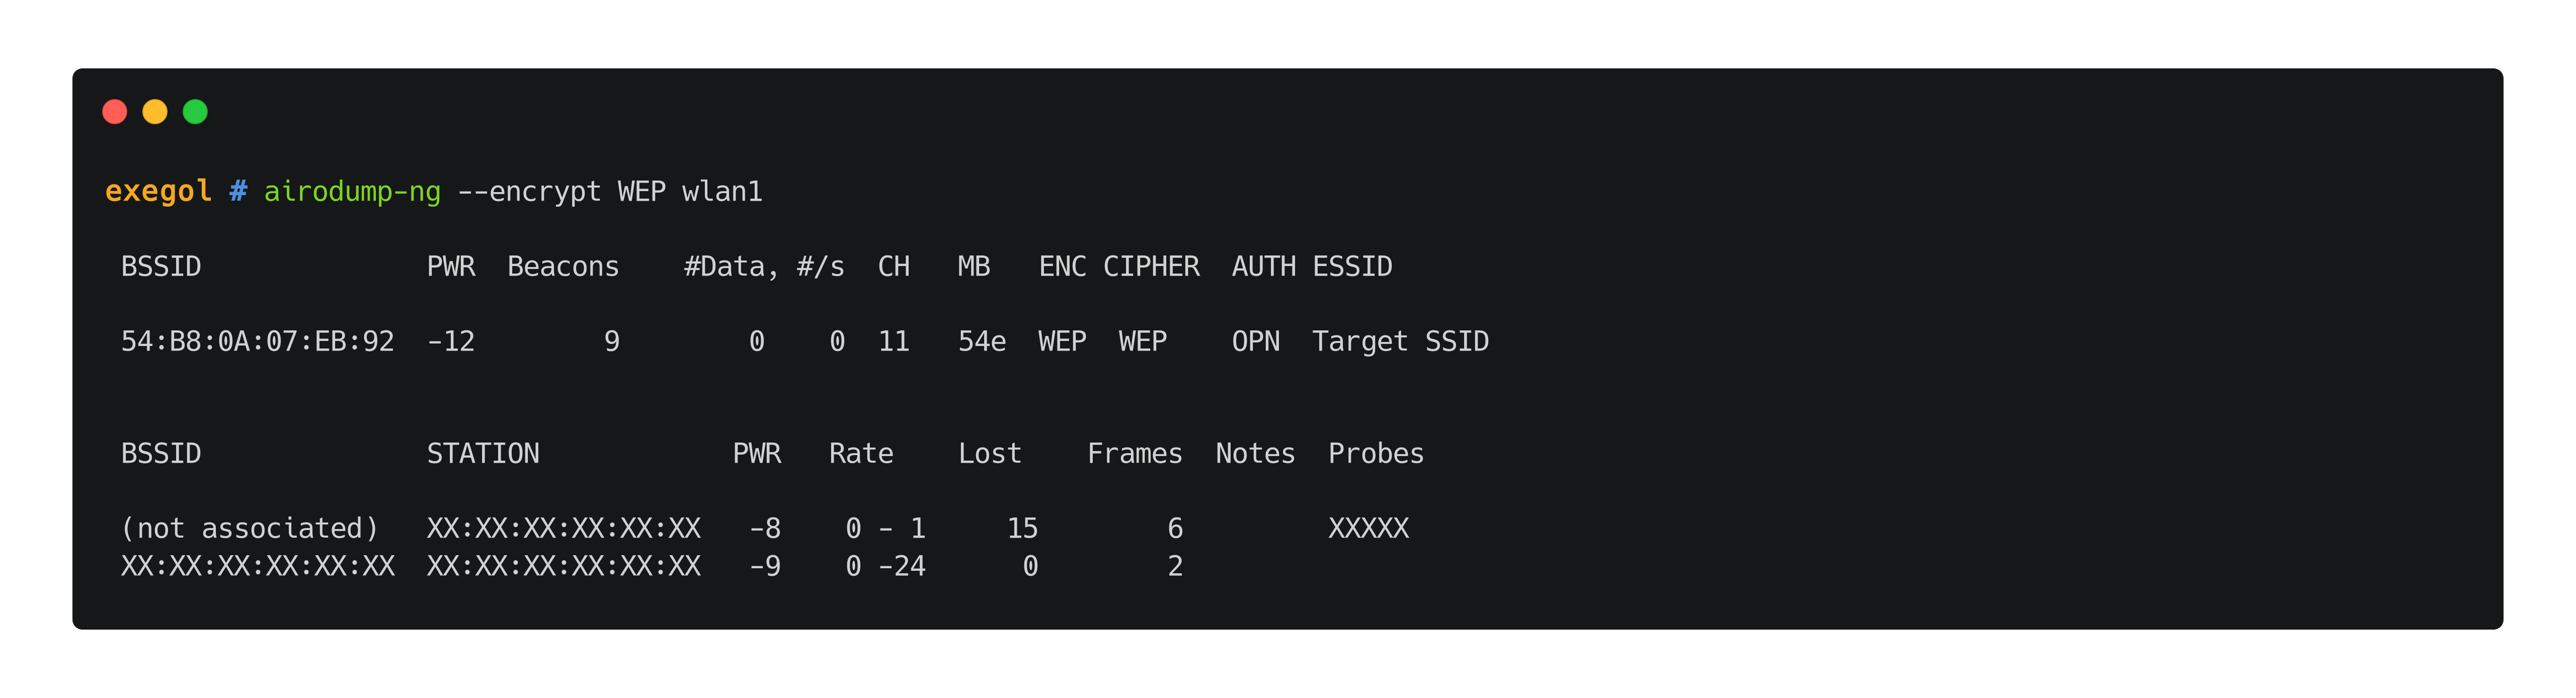 exegol # airodump-ng --encrypt WEP wlan1
BSSID PWR Beacons #Data, #/s CH MB ENC CIPHER AUTH ESSID
54:B8:0A:07:EB:92 -12 9 0 0 11 54e WEP WEP OPN Target SSID
BSSID STATION PWR Rate Lost Frames Notes Probes
(not associated) XX:XX:XX:XX:XX:XX -8 0 - 1 15 6 XXXXX
XX:XX:XX:XX:XX:XX XX:XX:XX:XX:XX:XX -9 0 -24 0 2